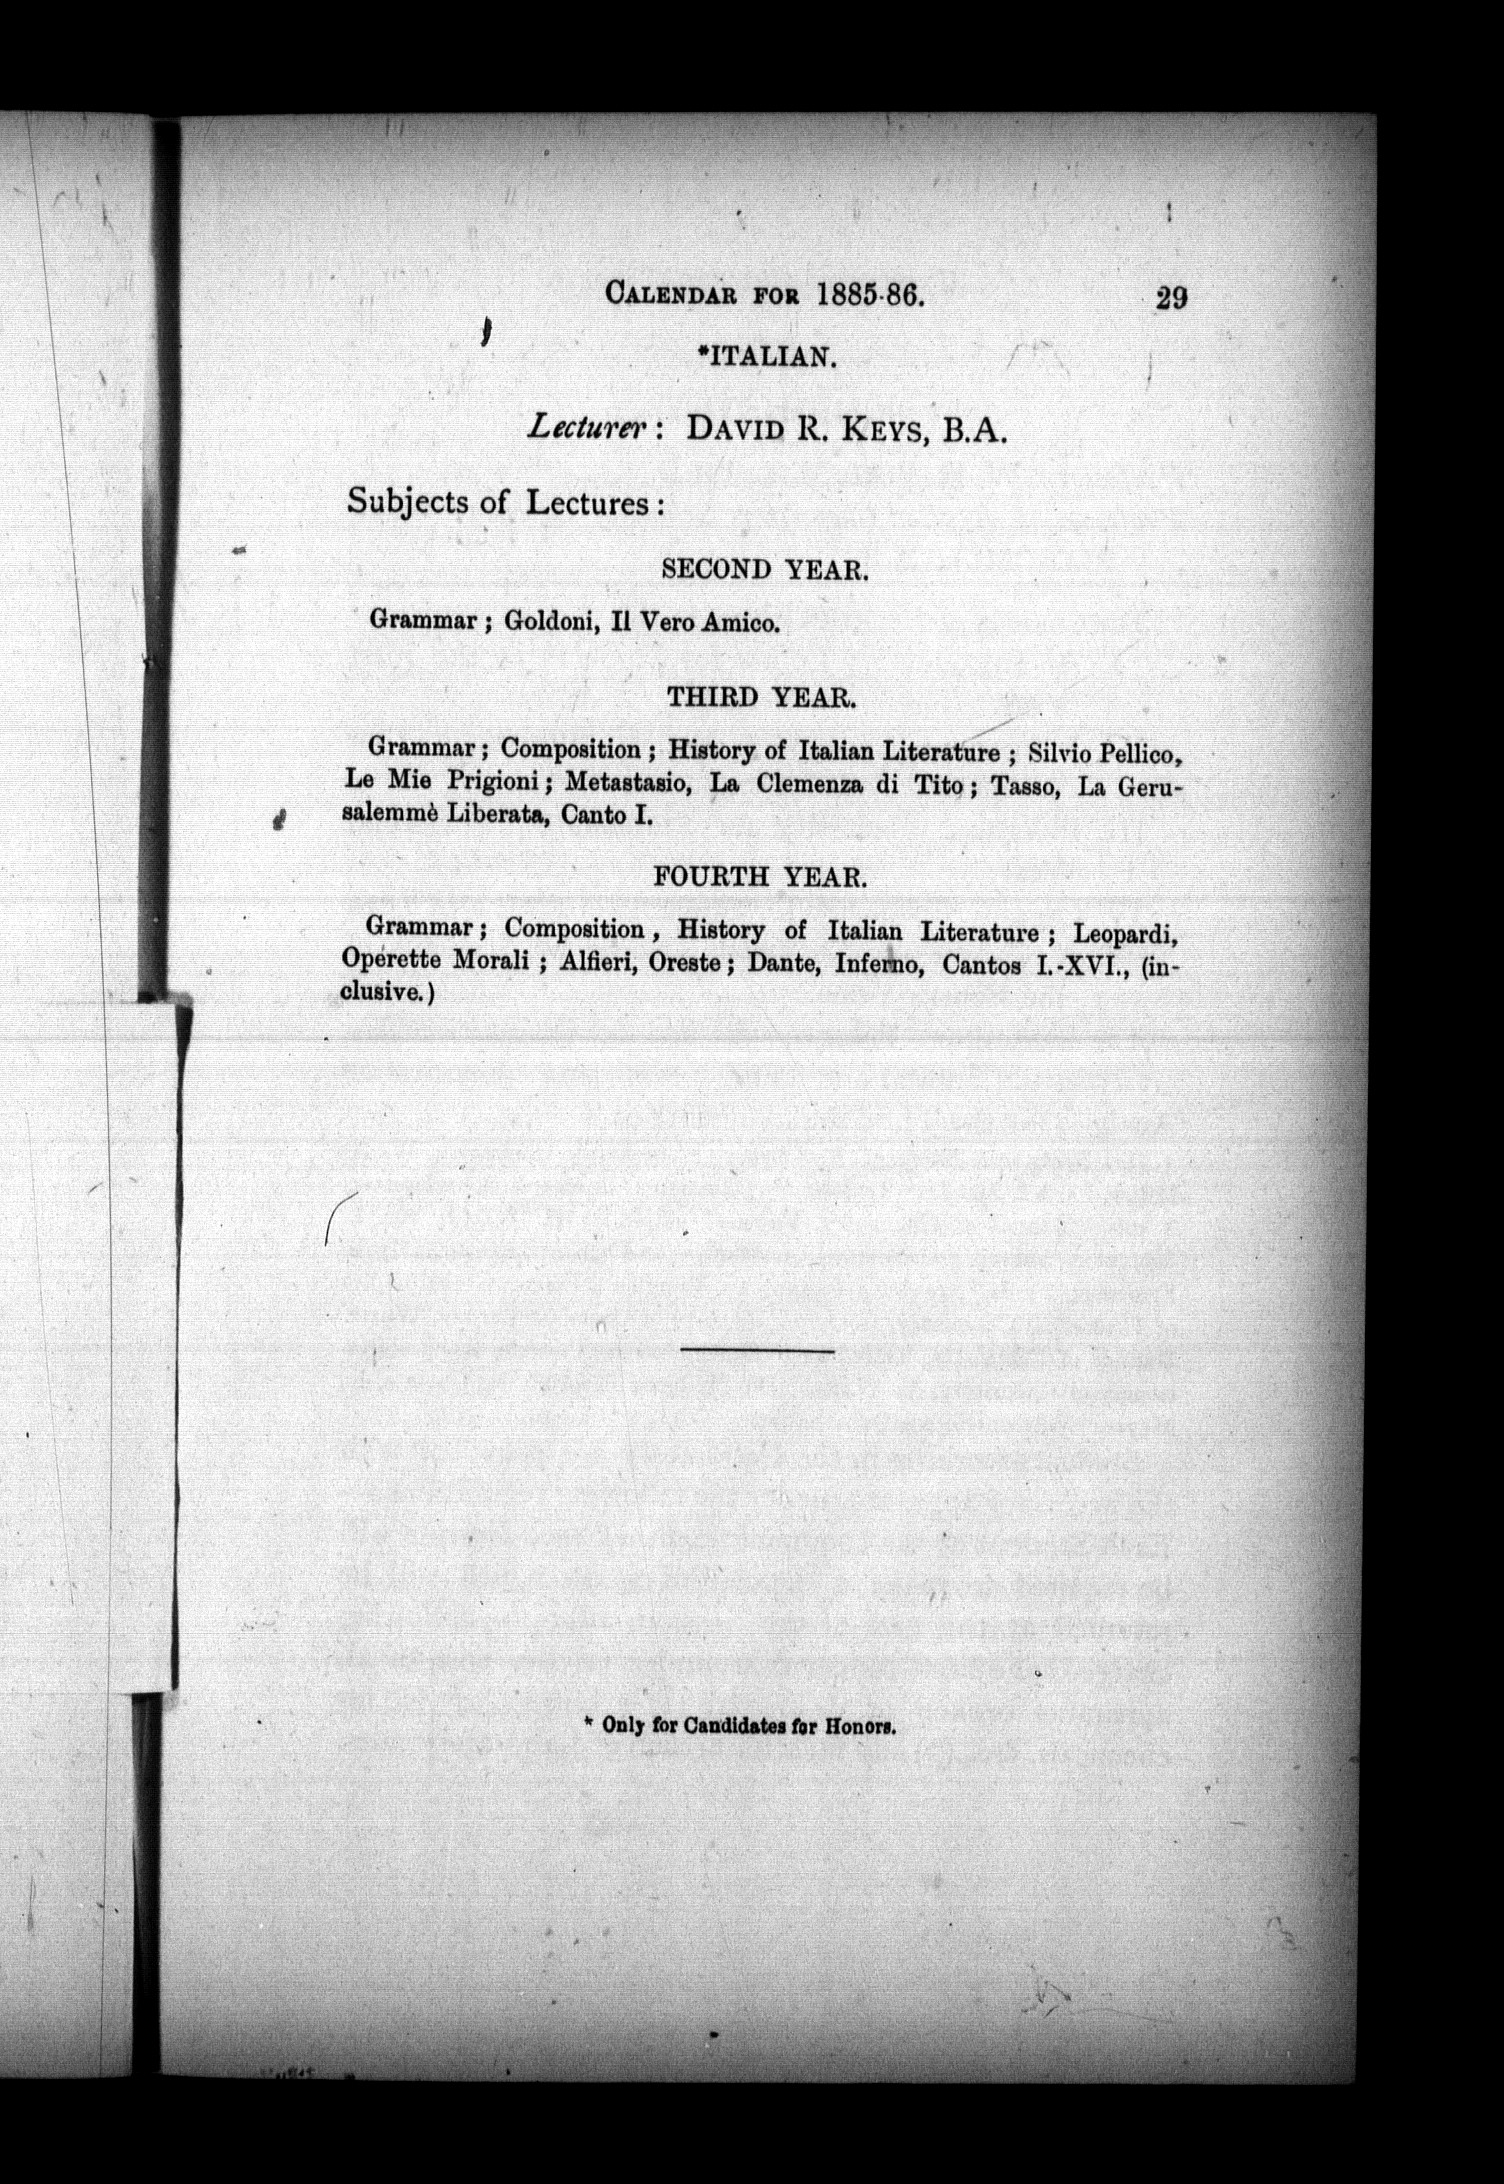 CALENDAR FOR 1885-86. 29
*ITALIAN.
Lecturer: DAVID R. KEYS, B.A.
Subjects of Lectures:
SECOND YEAR.
Grammar; Goldoni, Il Vero Amico.
THIRD YEAR.
Grammar; Composition; History of Italian Literature; Silvio Pellico,
Le Mie Prigioni; Metastasio, La Clemenza di Tito; Tasso, La Geru-
salemmè Liberata, Canto I.
FOURTH YEAR.
Grammar; Composition, History of Italian Literature; Leopardi,
Operette Morali; Alfieri, Oreste; Dante, Inferno, Cantos I.-XVI., (in-
clusive.)
* Only for Candidates for Honors.